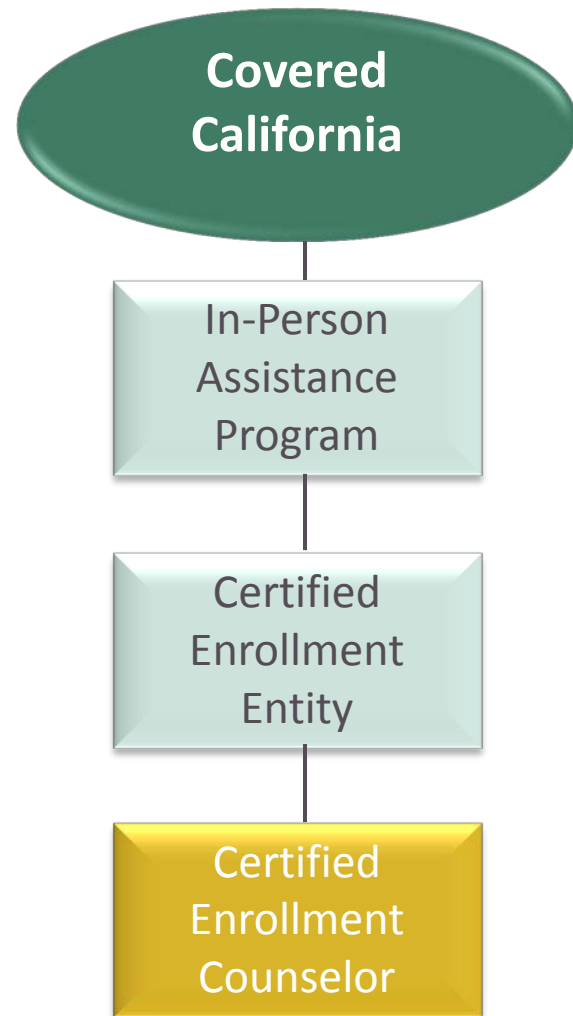 Covered
California
In-Person
Assistance
Program
Certified
Enrollment
Entity
Certified
Enrollment
Counselor